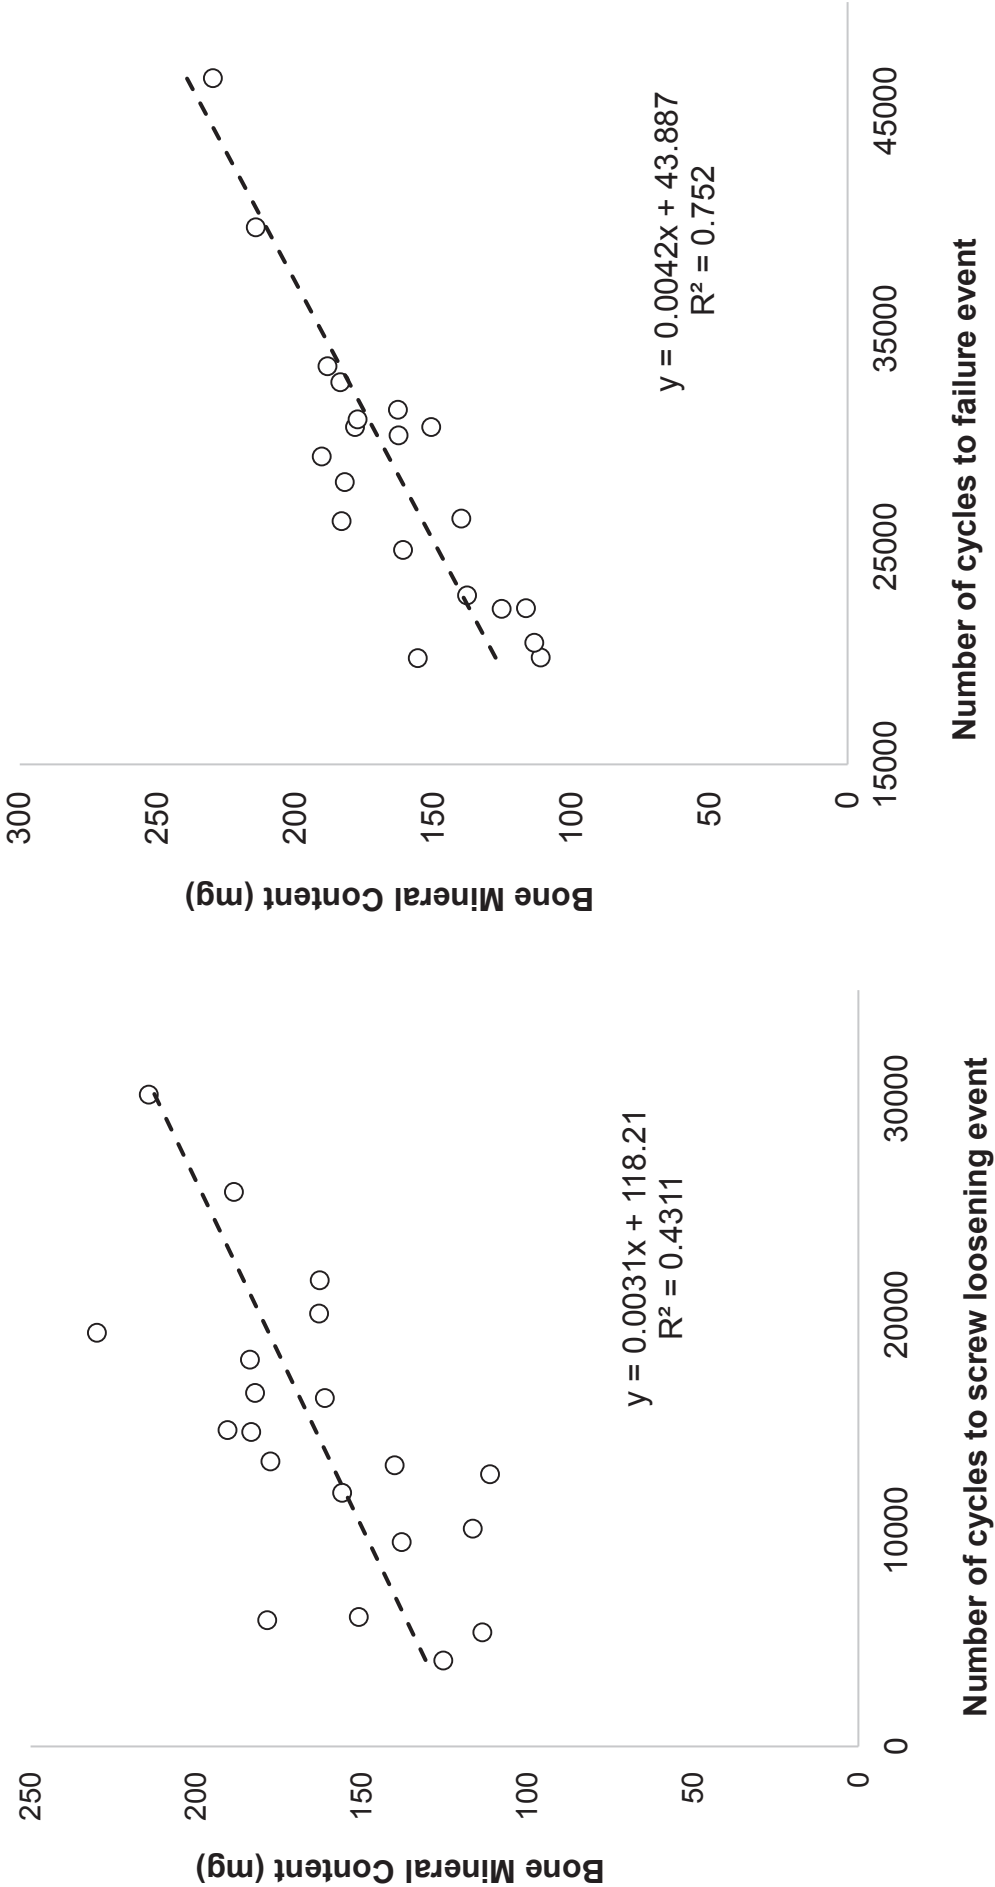 Bone Mineral Content (mg)
250
200
150
100
50
0
y = 0.0031x + 118.21
R² = 0.4311
0
10000
20000
30000
Number of cycles to screw loosening event
Bone Mineral Content (mg)
300
250
200
150
100
50
0
y = 0.0042x + 43.887
R² = 0.752
15000
25000
35000
45000
Number of cycles to failure event